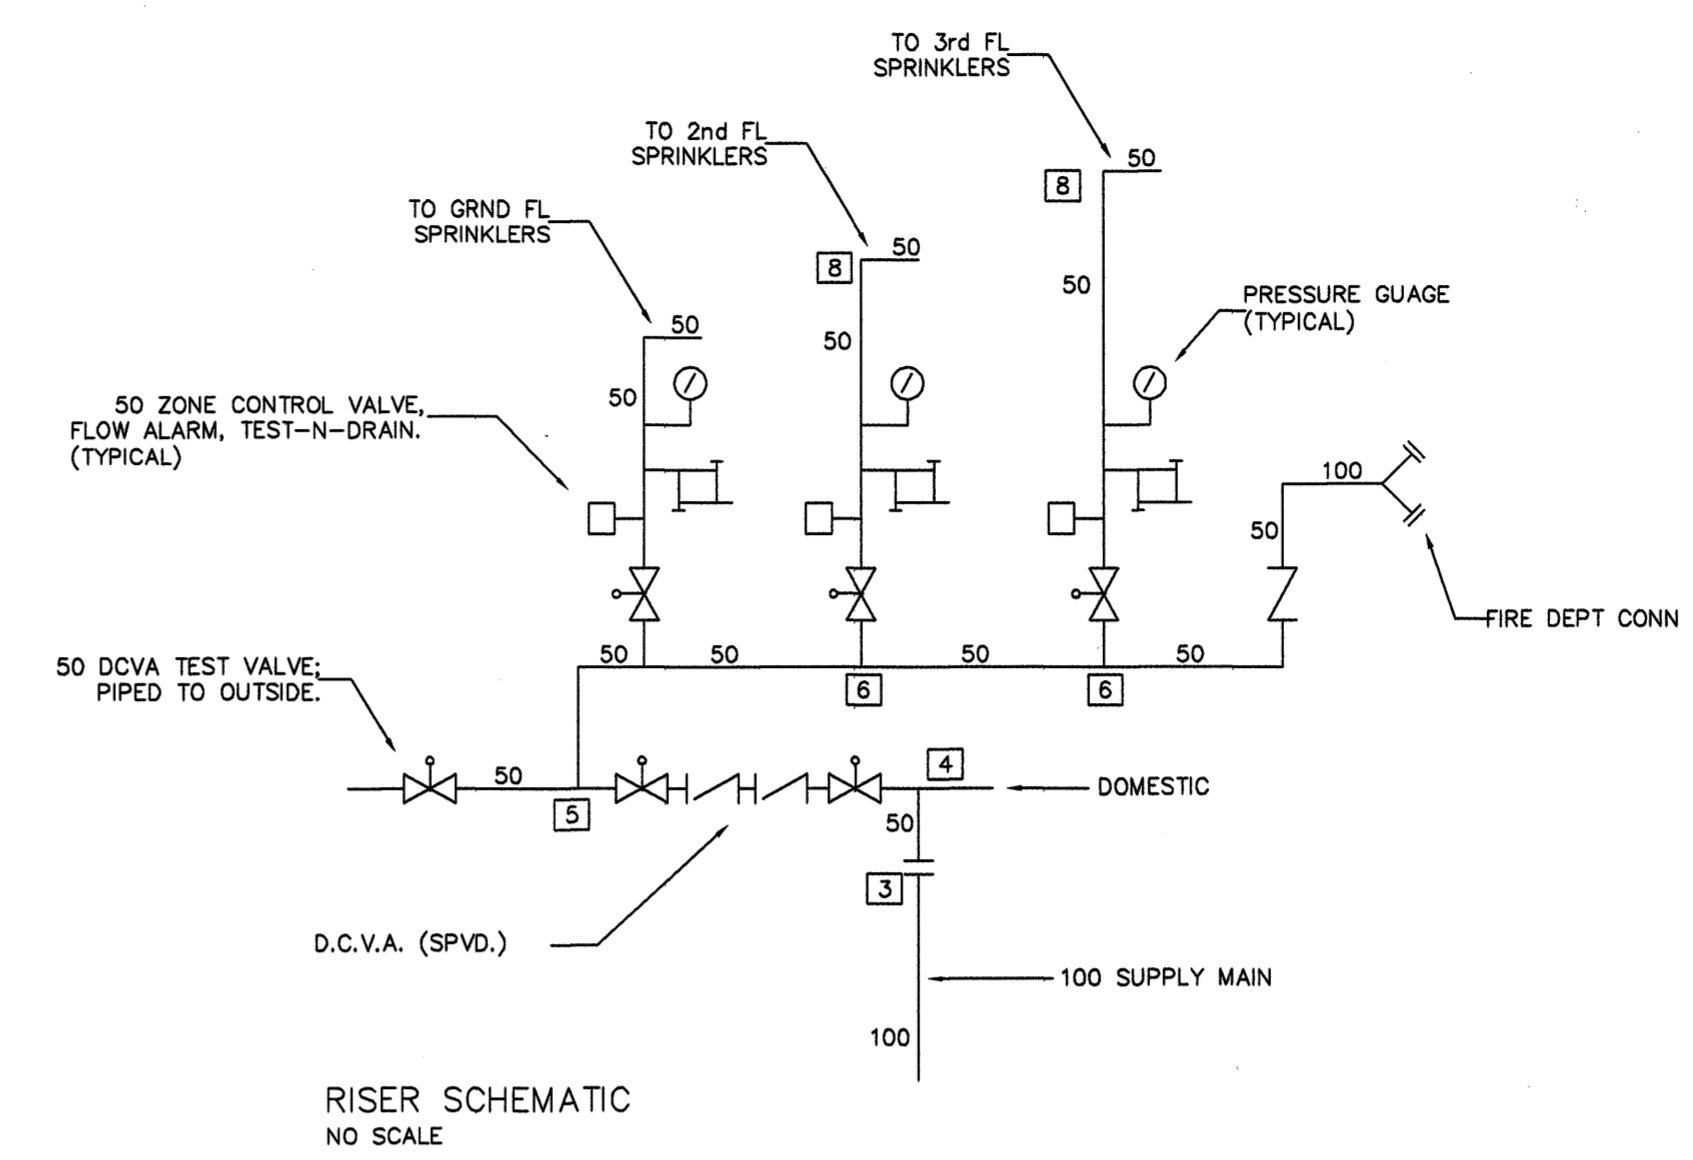 TO 3rd FL
SPRINKLERS
50
8
TO 2nd FL
SPRINKLERS
50
8
50
TO GRND FL
SPRINKLERS
50
50
50
PRESSURE GUAGE
(TYPICAL)
50 ZONE CONTROL VALVE,
FLOW ALARM, TEST-N-DRAIN.
(TYPICAL)
100
50
FIRE DEPT CONN
50
50
50
50
6
6
50 DCVA TEST VALVE;
PIPED TO OUTSIDE.
50
5
4
DOMESTIC
50
3
D.C.V.A. (SPVD.)
100 SUPPLY MAIN
100
RISER SCHEMATIC
NO SCALE